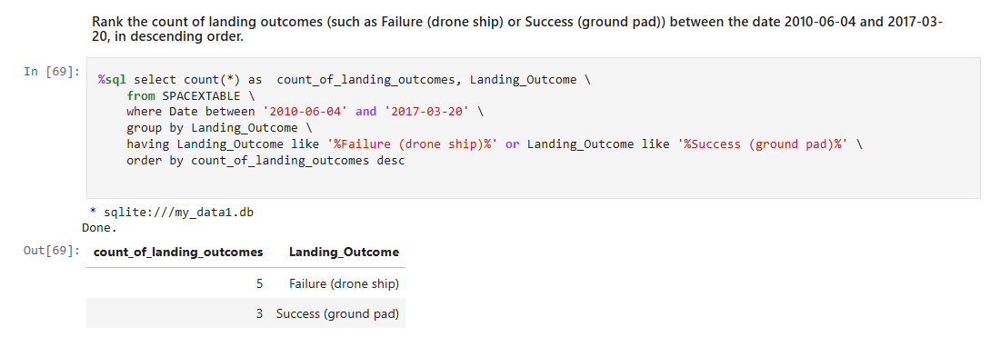 Rank the count of landing outcomes (such as Failure (drone ship) or Success (ground pad)) between the date 2010-06-04 and 2017-03-
20, in descending order.
In [69]:
%sql select count(*) as  count_of_landing_outcomes, Landing_Outcome \
    from SPACEXTABLE \
    where Date between '2010-06-04' and '2017-03-20' \
    group by Landing_Outcome \
    having Landing_Outcome like '%Failure (drone ship)%' or Landing_Outcome like '%Success (ground pad)%' \
    order by count_of_landing_outcomes desc
* sqlite:///my_data1.db
Done.
Out[69]: count_of_landing_outcomes Landing_Outcome
5 Failure (drone ship)
3 Success (ground pad)